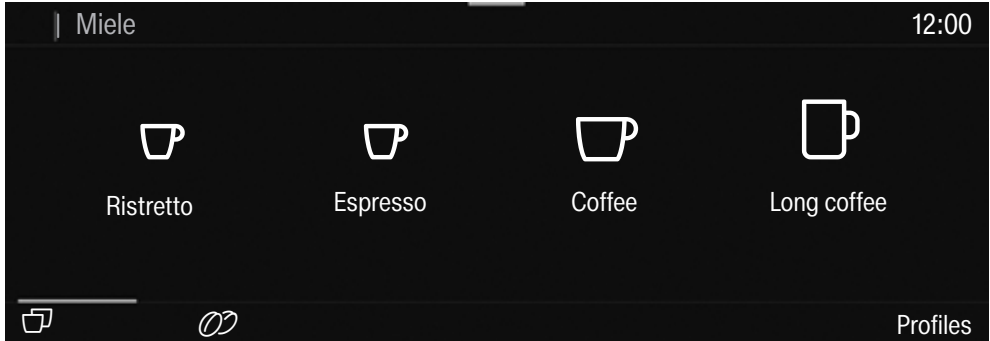 | Miele
12:00
Ristretto
Espresso
Coffee
Long coffee
Profiles